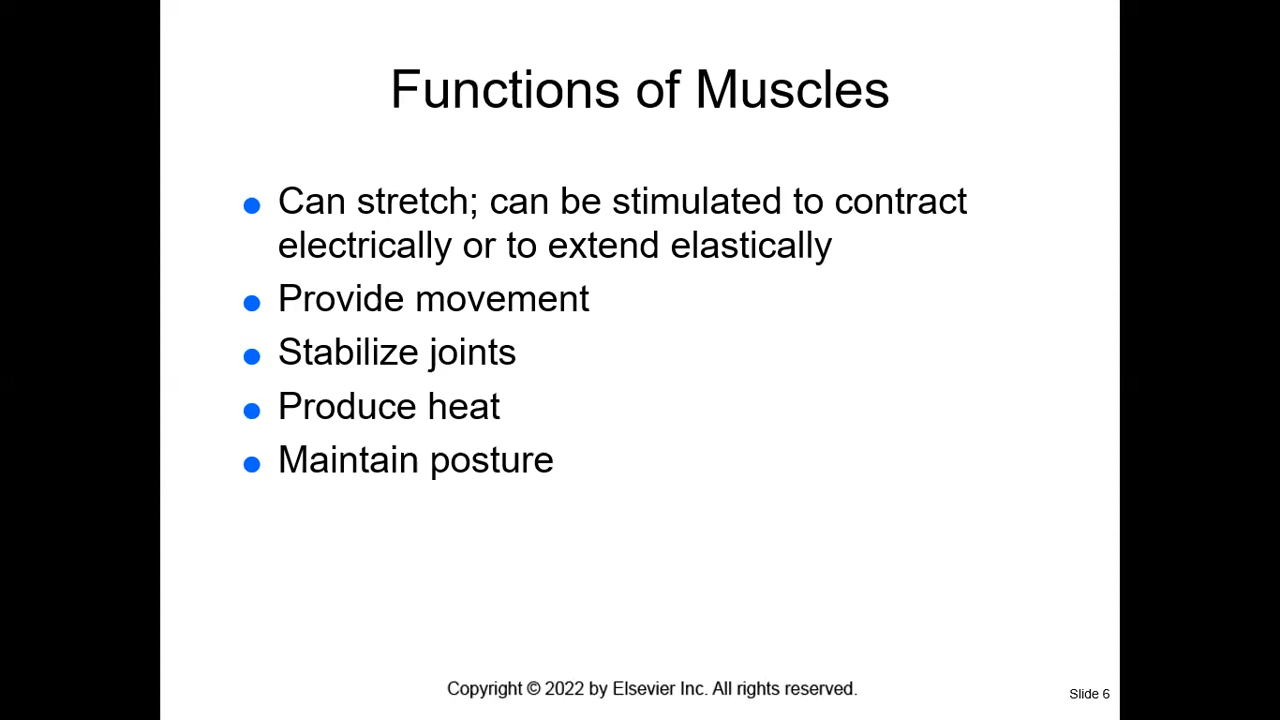 Functions of Muscles
● Can stretch; can be stimulated to contract
electrically or to extend elastically
● Provide movement
● Stabilize joints
● Produce heat
● Maintain posture
Copyright © 2022 by Elsevier Inc. All rights reserved.
Slide 6